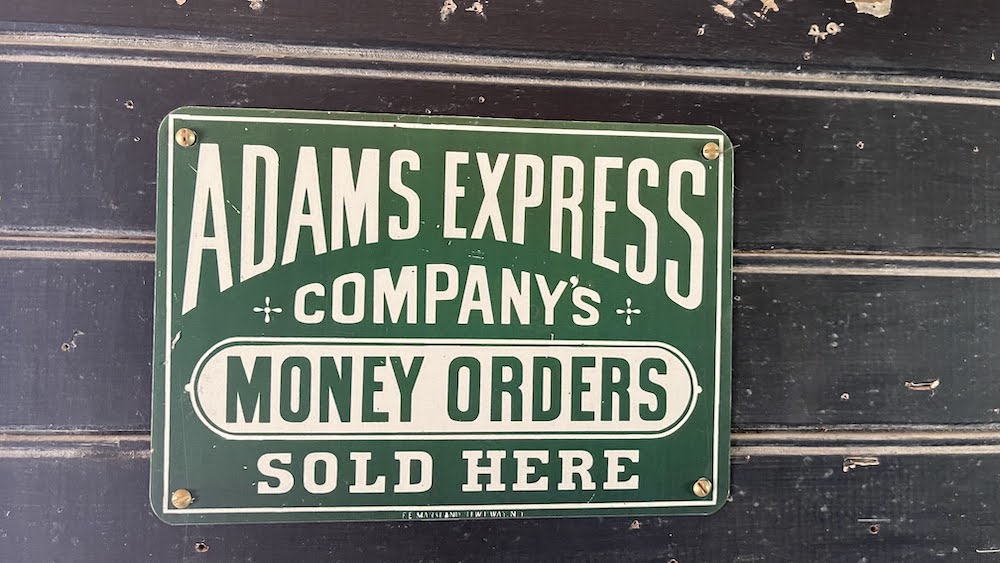 ADAMS EXPRESS
COMPANY'S
MONEY ORDERS
SOLD HERE